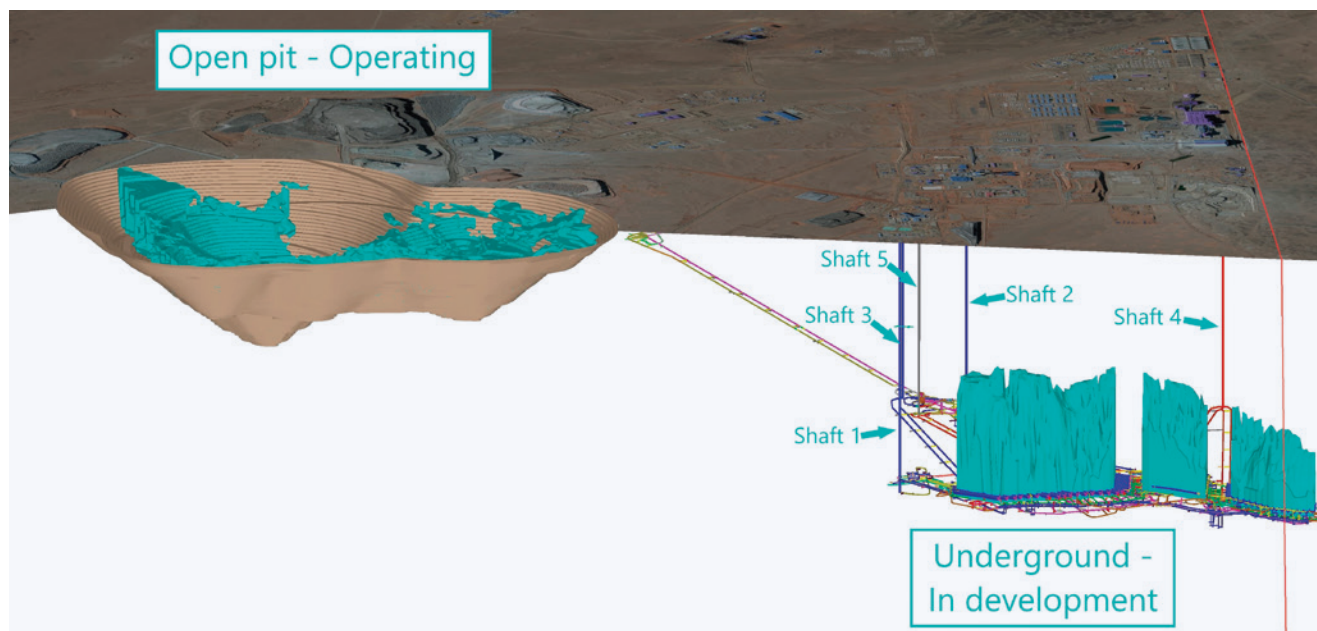 Open pit - Operating
Shaft 5
Shaft 2
Shaft 3
Shaft 4
Shaft 1
Underground -
In development